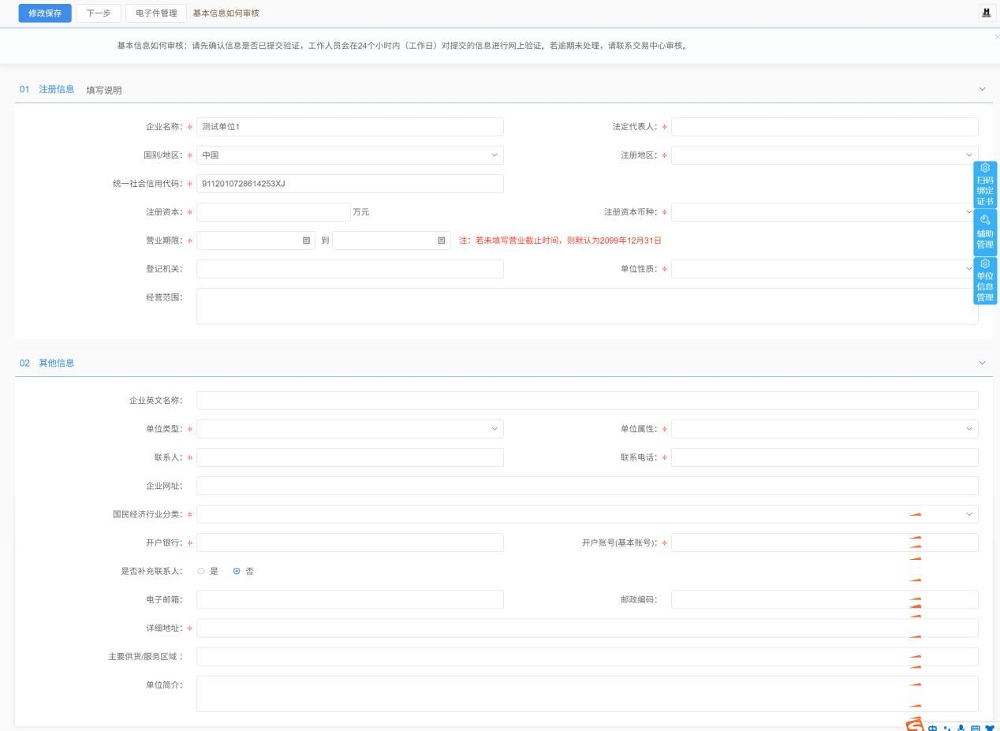 修改保存 下一步 电子件管理 基本信息如何审核
基本信息如何审核：请先确认信息是否已提交验证，工作人员会在24个小时内（工作日）对提交的信息进行网上验证。若逾期未处理，请联系交易中心审核。
01 注册信息 填写说明
企业名称：* 测试单位1 法定代表人：*
国别/地区：* 中国 注册地区：*
统一社会信用代码：* 9112010728614253XJ
注册资本：* 万元 注册资本币种：*
营业期限：* 到 注：若未填写营业截止时间，则默认为2099年12月31日
登记机关： 单位性质：*
经营范围：
扫码
绑定
证书
辅助
管理
单位
信息
管理
02 其他信息
企业英文名称：
单位类型：* 单位属性：*
联系人：* 联系电话：*
企业网址：
国民经济行业分类：*
开户银行：* 开户账号(基本账号)：*
是否补充联系人： 是 否
电子邮箱： 邮政编码：
详细地址：*
主要供货/服务区域 ：
单位简介：
中